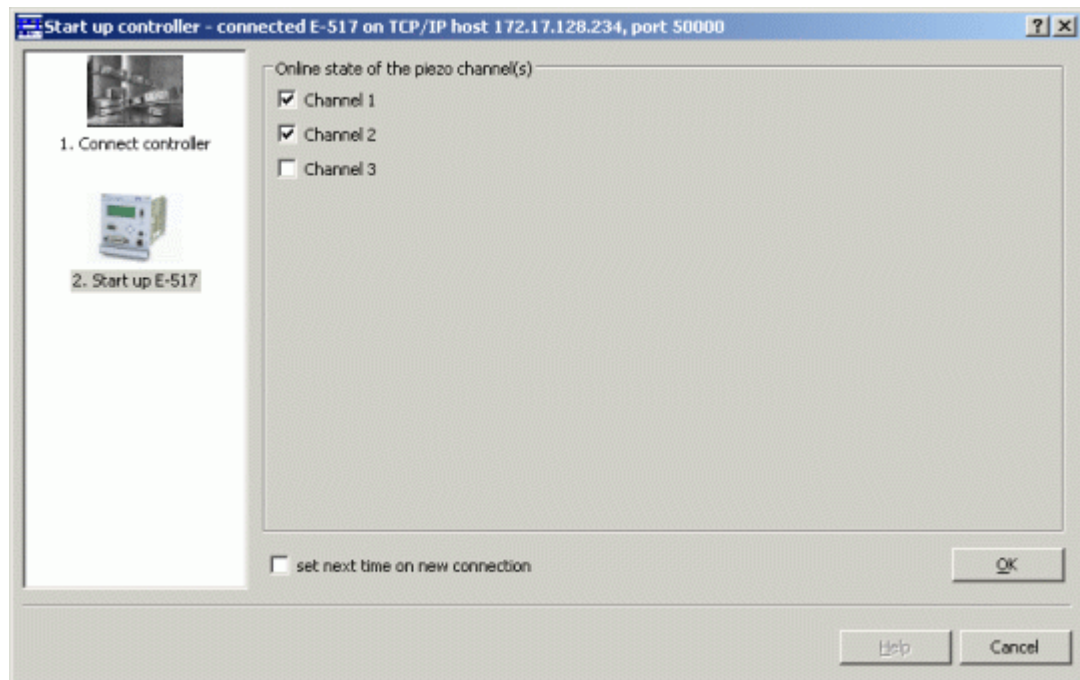 Start up controller - connected E-517 on TCP/IP host 172.17.128.234, port 50000
1. Connect controller
2. Start up E-517
Online state of the piezo channel(s)
Channel 1
Channel 2
Channel 3
set next time on new connection
OK
Help
Cancel